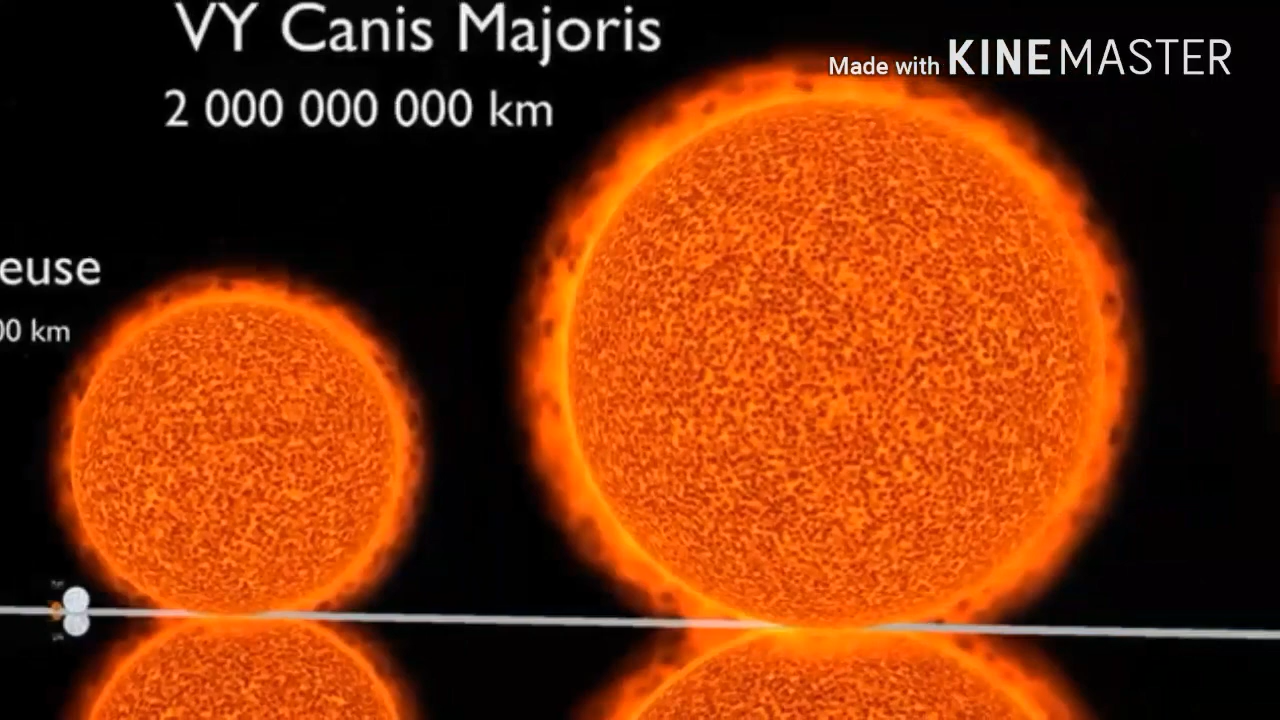 VY Canis Majoris
Made with KINEMASTER
2 000 000 000 km
euse
00 km